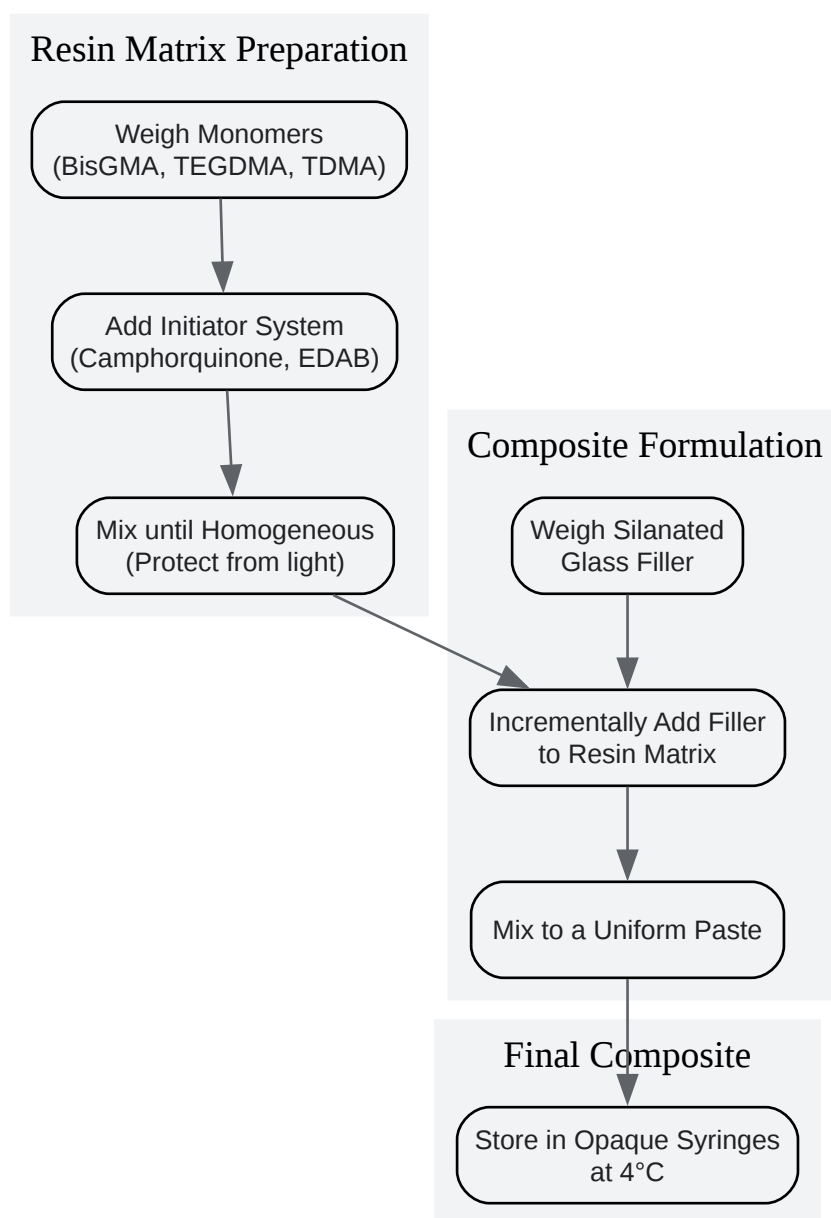 Resin Matrix Preparation
Weigh Monomers
(BisGMA, TEGDMA, TDMA)
Add Initiator System
(Camphorquinone, EDAB)
Mix until Homogeneous
(Protect from light)
Composite Formulation
Weigh Silanated
Glass Filler
Incrementally Add Filler
to Resin Matrix
Mix to a Uniform Paste
Final Composite
Store in Opaque Syringes
at 4°C